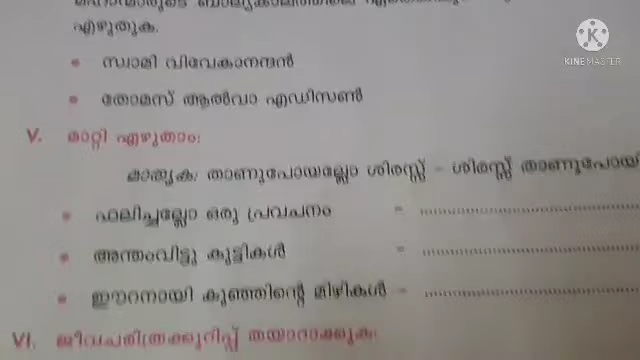 എഴുതുക.
KINEMASTER
• സ്വാമി വിവേകാനന്ദൻ
• തോമസ് ആൽവാ എഡിസൺ
V. മാറ്റി എഴുതാം:
മാതൃക: താണുപോയല്ലോ ശിരസ്സ് - ശിരസ്സ് താണുപോയ
• ഫലിച്ചല്ലോ ഒരു പ്രവചനം = ................
• അന്തംവിട്ടു കുട്ടികൾ = ................
• ഈറനായി കുഞ്ഞിന്റെ മിഴികൾ = ................
VI. ജീവചരിത്രക്കുറിപ്പ് തയാറാക്കുക: